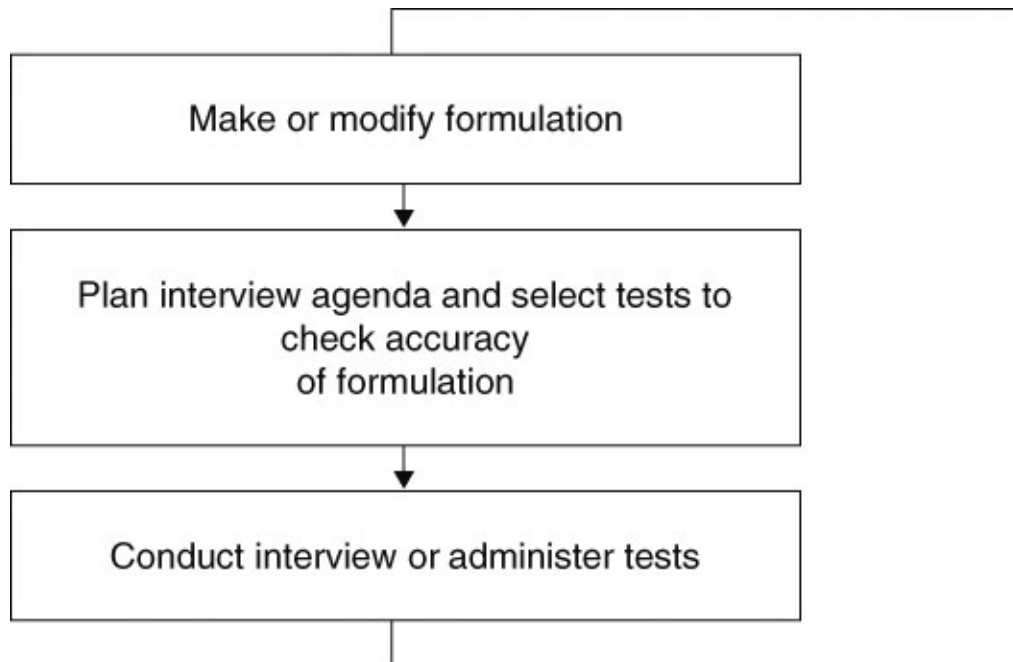 Make or modify formulation
Plan interview agenda and select tests to
check accuracy
of formulation
Conduct interview or administer tests